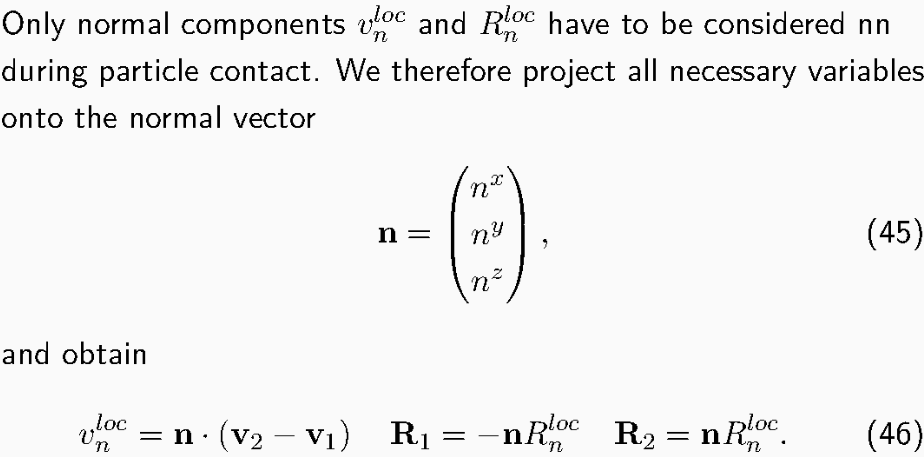 Only normal components $v_n^{loc}$ and $R_n^{loc}$ have to be considered nn
during particle contact. We therefore project all necessary variables
onto the normal vector
$\mathbf{n} = \begin{pmatrix} n^x \\ n^y \\ n^z \end{pmatrix},$ (45)
and obtain
$v_n^{loc} = \mathbf{n} \cdot (\mathbf{v}_2 - \mathbf{v}_1) \quad \mathbf{R}_1 = -\mathbf{n} R_n^{loc} \quad \mathbf{R}_2 = \mathbf{n} R_n^{loc}.$ (46)